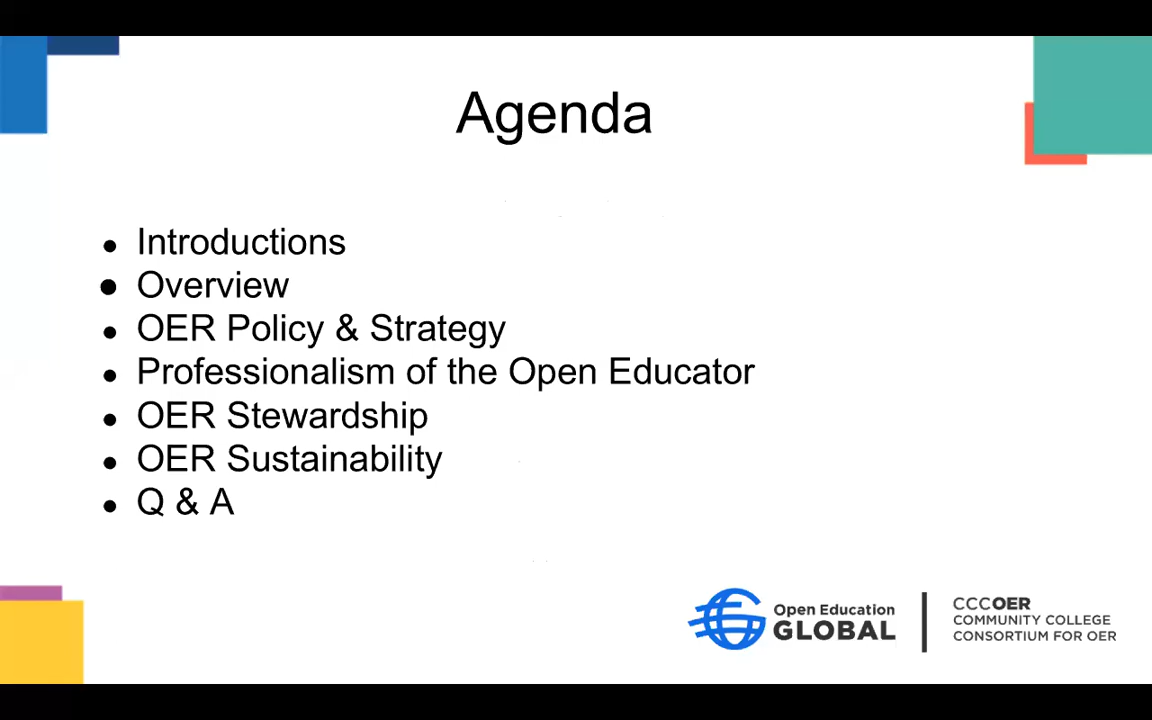 Agenda
● Introductions
● Overview
● OER Policy & Strategy
● Professionalism of the Open Educator
● OER Stewardship
● OER Sustainability
● Q & A
Open Education
GLOBAL
CCCOER
COMMUNITY COLLEGE
CONSORTIUM FOR OER